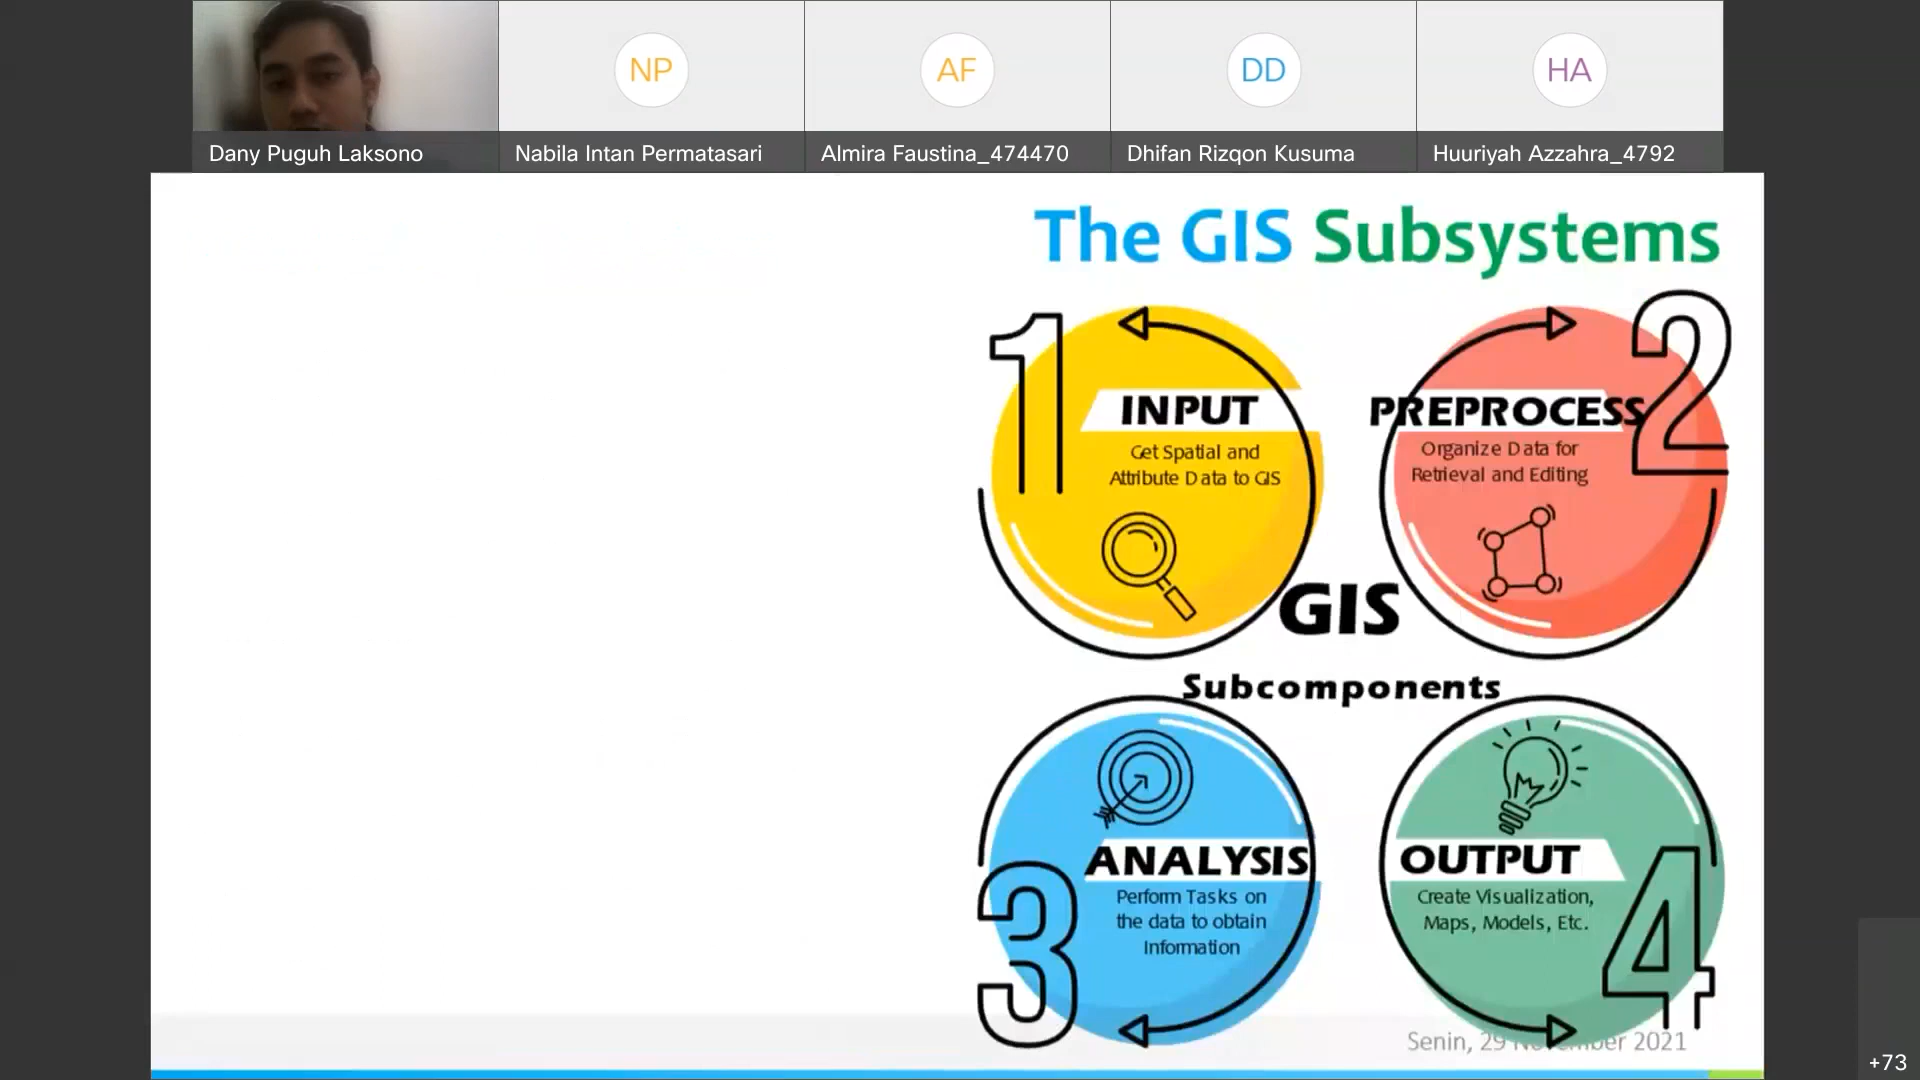 NP
AF
DD
HA
Dany Puguh Laksono
Nabila Intan Permatasari
Almira Faustina_474470
Dhifan Rizqon Kusuma
Huuriyah Azzahra_4792
The GIS Subsystems
1
INPUT
Get Spatial and
Attribute Data to GIS
2
PREPROCESS
Organize Data for
Retrieval and Editing
GIS
Subcomponents
3
ANALYSIS
Perform Tasks on
the data to obtain
Information
4
OUTPUT
Create Visualization,
Maps, Models, Etc.
Senin, 29 November 2021
+73